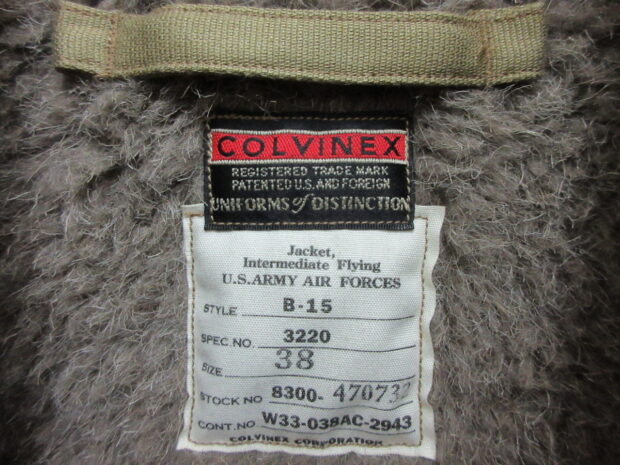 COLVINEX
REGISTERED TRADE MARK
PATENTED U.S. AND FOREIGN
UNIFORMS of DISTINCTION
Jacket,
Intermediate Flying
U.S. ARMY AIR FORCES
STYLE B-15
SPEC. NO. 3220
SIZE 38
STOCK NO 8300- 470732
CONT. NO W33-038AC-2943
COLVINEX CORPORATION